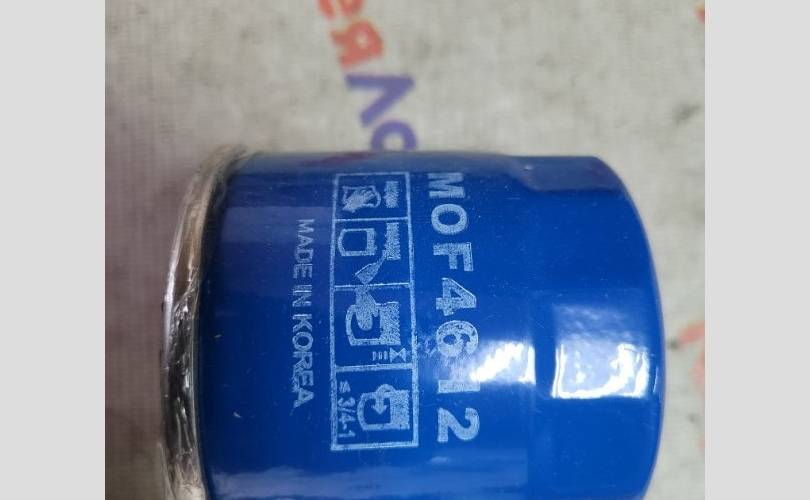 MOF4612
≤ 3/4-1
MADE IN KOREA